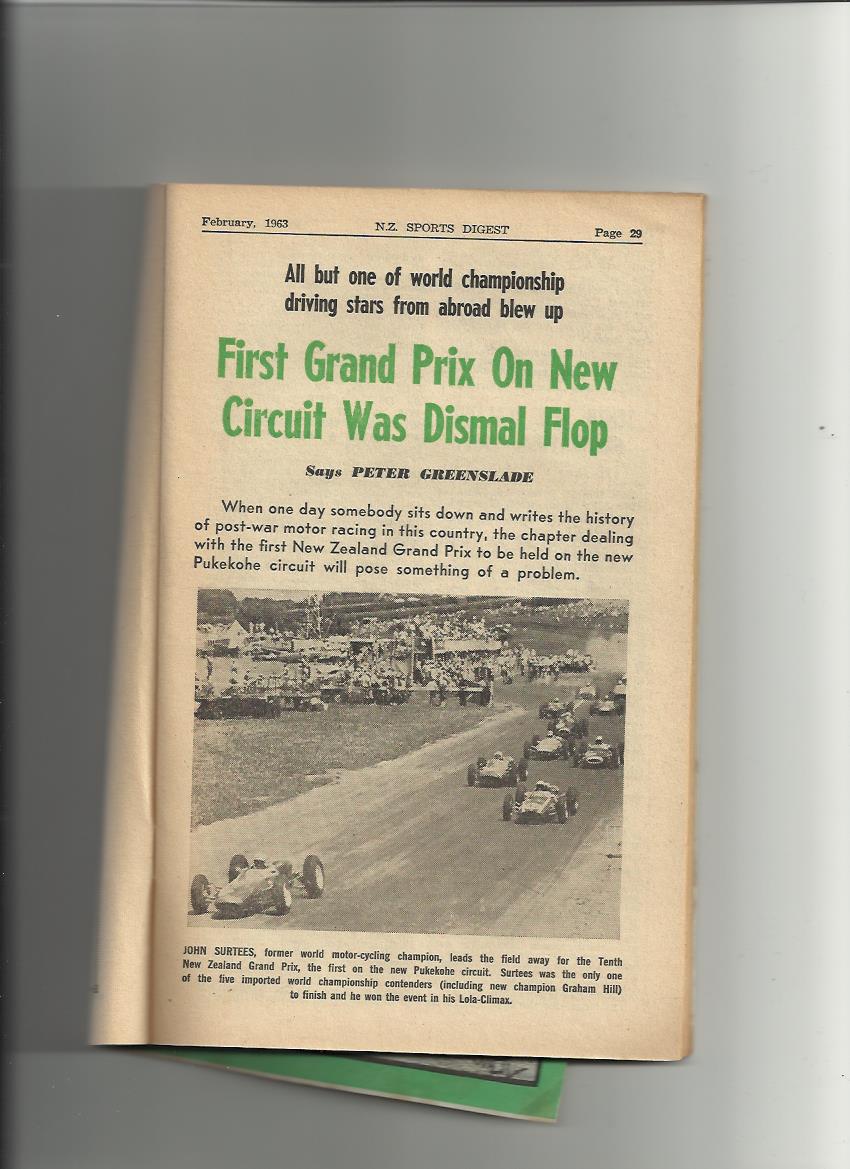 February, 1963 N.Z. SPORTS DIGEST Page 29
All but one of world championship
driving stars from abroad blew up
First Grand Prix On New
Circuit Was Dismal Flop
Says PETER GREENSLADE
When one day somebody sits down and writes the history
of post-war motor racing in this country, the chapter dealing
with the first New Zealand Grand Prix to be held on the new
Pukekohe circuit will pose something of a problem.
JOHN SURTEES, former world motor-cycling champion, leads the field away for the Tenth
New Zealand Grand Prix, the first on the new Pukekohe circuit. Surtees was the only one
of the five imported world championship contenders (including new champion Graham Hill)
to finish and he won the event in his Lola-Climax.